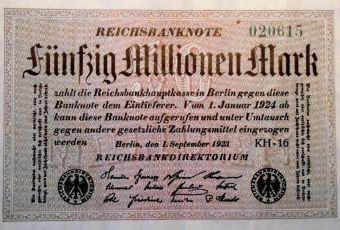 REICHSBANKNOTE
020615
Fünfzig Millionen Mark
zahlt die Reichsbankhauptkasse in Berlin gegen diese
Banknote dem Einlieferer. Vom 1. Januar 1924 ab
kann diese Banknote aufgerufen und unter Umtausch
gegen andere gesetzliche Zahlungsmittel eingezogen
werden
Berlin, den 1. September 1923
KH-16
REICHSBANKDIREKTORIUM